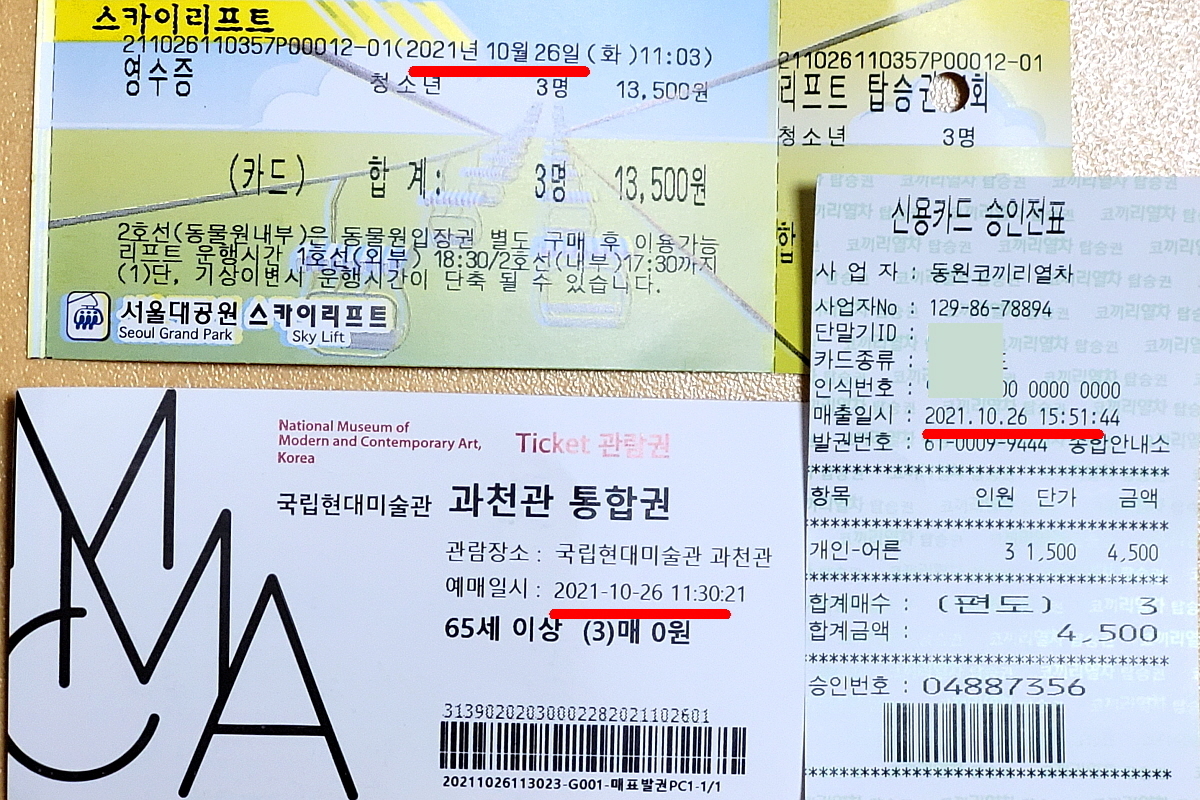 스카이리프트
211026110357P00012-01(2021년 10월 26일(화)11:03)
영수증
청소년 3명 13,500원
(카드) 합 계: 3명 13,500원
2호선(동물원내부)은 동물원입장권 별도 구매 후 이용가능
리프트 운행시간 1호선(외부) 18:30/2호선(내부)17:30까지
(1)단, 기상이변시 운행시간이 단축 될 수 있습니다.
서울대공원 스카이리프트
Seoul Grand Park Sky Lift
211026110357P00012-01
리프트 탑승권 회
청소년 3명
합
신용카드 승인전표
사 업 자 : 동원코끼리열차
사업자No : 129-86-78894
단말기ID :
카드종류 :
인식번호 : 00 0000 0000
매출일시 : 2021.10.26 15:51:44
발권번호 : 61-0009-9444 종합안내소
************************************
항목 인원 단가 금액
************************************
개인-어른 3 1,500 4,500
************************************
합계매수 : (편도) 3
합계금액 : 4,500
************************************
승인번호 : 04887356
************************************
코끼리열차 탑승권
MMCA
National Museum of
Modern and Contemporary Art,
Korea
Ticket 관람권
국립현대미술관 과천관 통합권
관람장소 : 국립현대미술관 과천관
예매일시 : 2021-10-26 11:30:21
65세 이상 (3)매 0원
31390202030002282021102601
20211026113023-G001-매표발권PC1-1/1